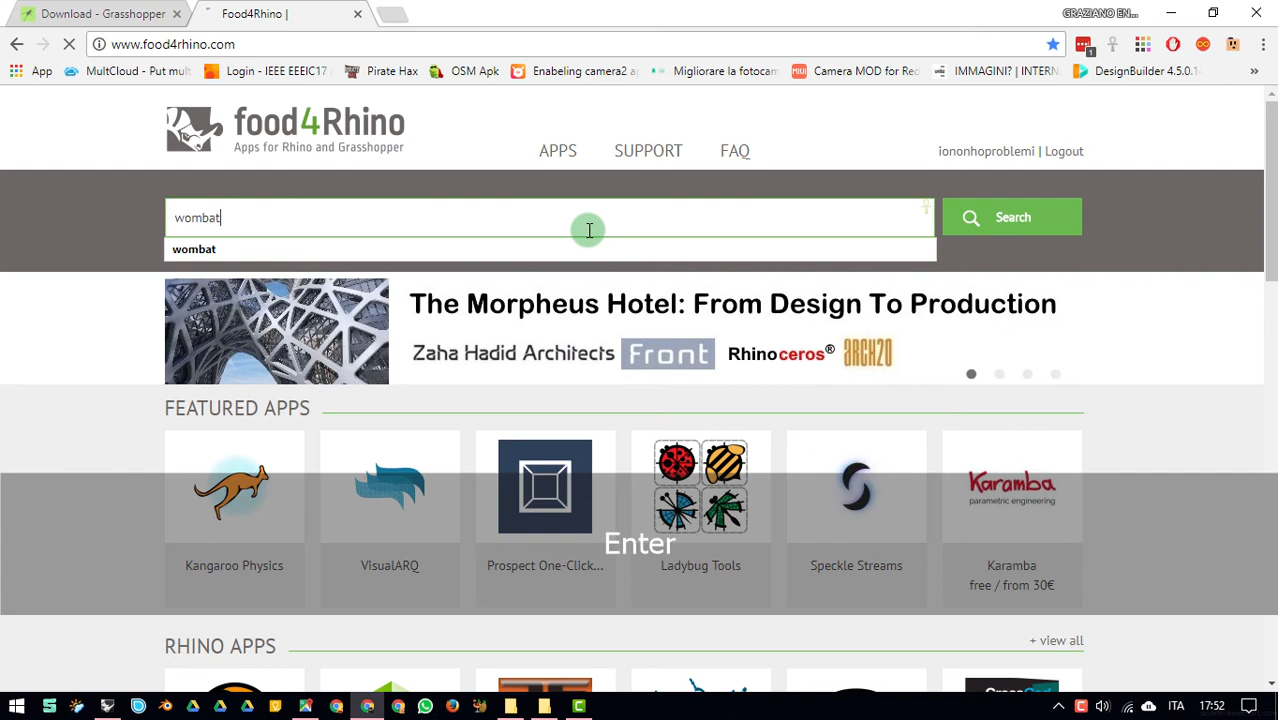 Download - Grasshopper
Food4Rhino |
GRAZIANO EN...
www.food4rhino.com
1
App
MultCloud - Put mult
Login - IEEE EEEIC17
Pirate Hax
OSM Apk
Enabeling camera2 a
Migliorare la fotocam
MIUI
Camera MOD for Red
IMMAGINI? | INTERN
DesignBuilder 4.5.0.1
»
food4Rhino
Apps for Rhino and Grasshopper
APPS
SUPPORT
FAQ
iononhoproblemi | Logout
wombat
Search
wombat
The Morpheus Hotel: From Design To Production
Zaha Hadid Architects
Front
Rhinoceros®
ARCH20
FEATURED APPS
Karamba
parametric engineering
Enter
Kangaroo Physics
VisualARQ
Prospect One-Click...
Ladybug Tools
Speckle Streams
Karamba
free / from 30€
RHINO APPS
+ view all
ITA
17:52